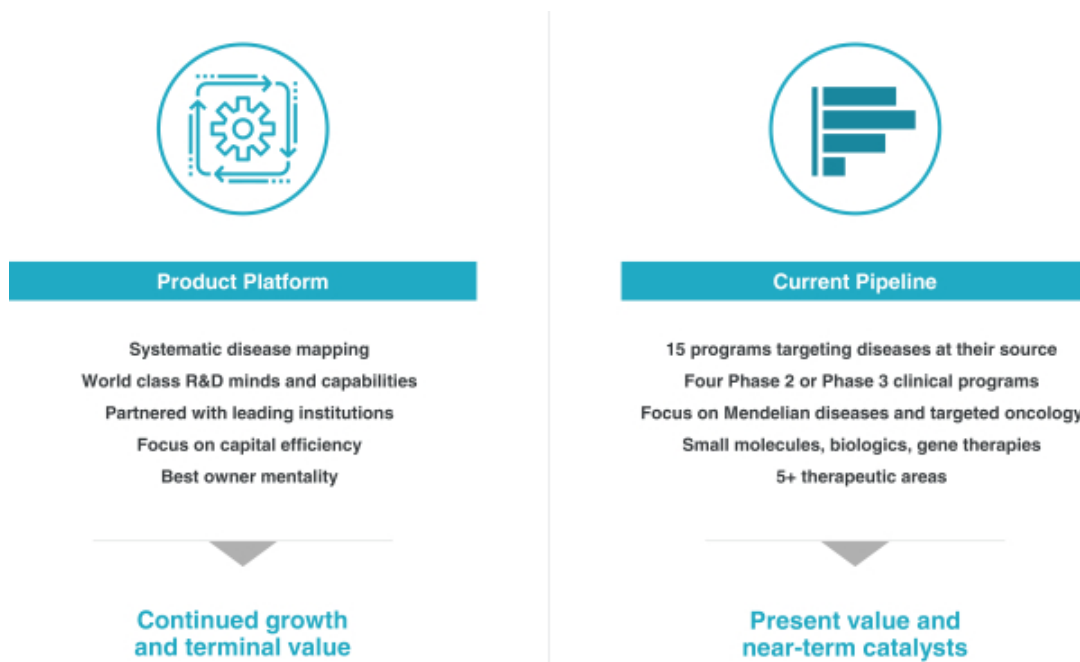 Product Platform
Systematic disease mapping
World class R&D minds and capabilities
Partnered with leading institutions
Focus on capital efficiency
Best owner mentality
Continued growth
and terminal value
Current Pipeline
15 programs targeting diseases at their source
Four Phase 2 or Phase 3 clinical programs
Focus on Mendelian diseases and targeted oncology
Small molecules, biologics, gene therapies
5+ therapeutic areas
Present value and
near-term catalysts